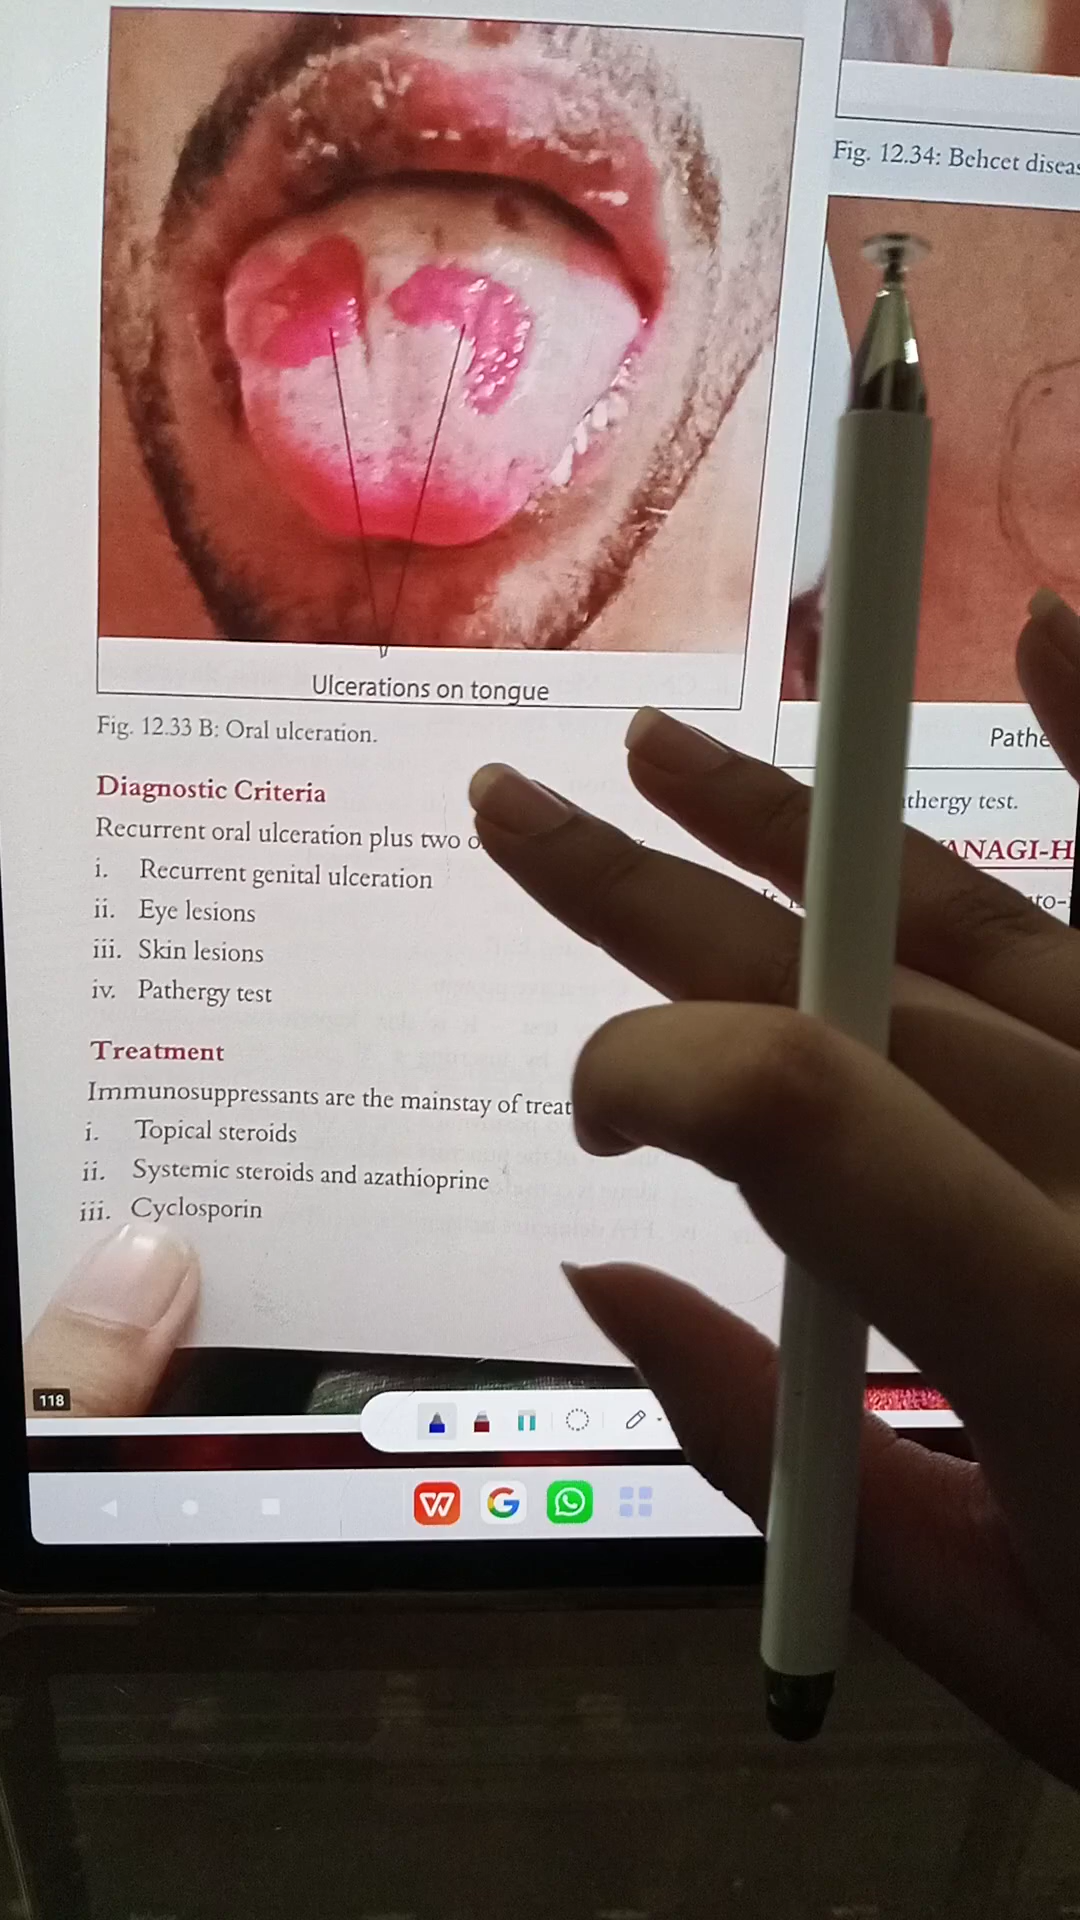 Ulcerations on tongue
Fig. 12.33 B: Oral ulceration.
Diagnostic Criteria
Recurrent oral ulceration plus two
i. Recurrent genital ulceration
ii. Eye lesions
iii. Skin lesions
iv. Pathergy test
Treatment
Immunosuppressants are the mainstay of treat
i. Topical steroids
ii. Systemic steroids and azathioprine
iii. Cyclosporin
118
Fig. 12.34: Behcet diseas
Pathe
thergy test.
ANAGI-H
to-